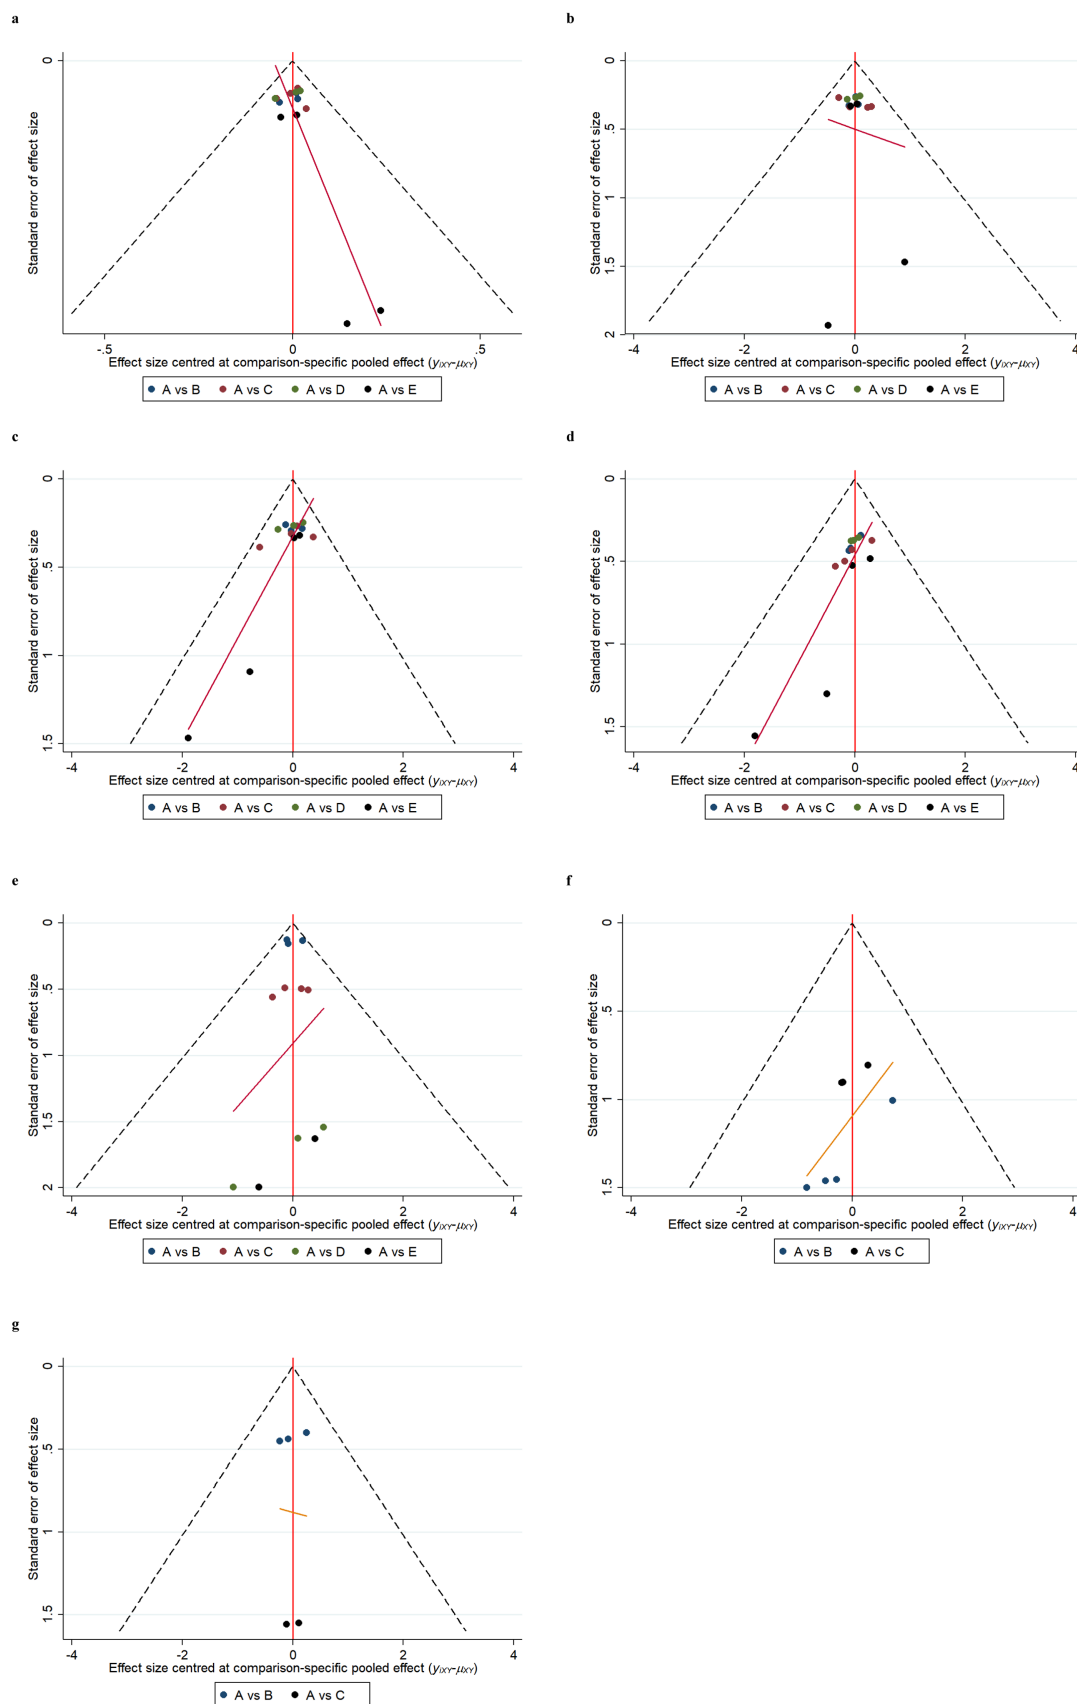 a
0
Standard error of effect size
-.5 0 .5
Effect size centred at comparison-specific pooled effect (yiXY-μXY)
A vs B A vs C A vs D A vs E
b
0
.5
1
1.5
2
Standard error of effect size
-4 -2 0 2 4
Effect size centred at comparison-specific pooled effect (yiXY-μXY)
A vs B A vs C A vs D A vs E
c
0
.5
1
1.5
Standard error of effect size
-4 -2 0 2 4
Effect size centred at comparison-specific pooled effect (yiXY-μXY)
A vs B A vs C A vs D A vs E
d
0
.5
1
1.5
Standard error of effect size
-4 -2 0 2 4
Effect size centred at comparison-specific pooled effect (yiXY-μXY)
A vs B A vs C A vs D A vs E
e
0
.5
1
1.5
2
Standard error of effect size
-4 -2 0 2 4
Effect size centred at comparison-specific pooled effect (yiXY-μXY)
A vs B A vs C A vs D A vs E
f
0
.5
1
1.5
Standard error of effect size
-4 -2 0 2 4
Effect size centred at comparison-specific pooled effect (yiXY-μXY)
A vs B A vs C
g
0
.5
1
1.5
Standard error of effect size
-4 -2 0 2 4
Effect size centred at comparison-specific pooled effect (yiXY-μXY)
A vs B A vs C